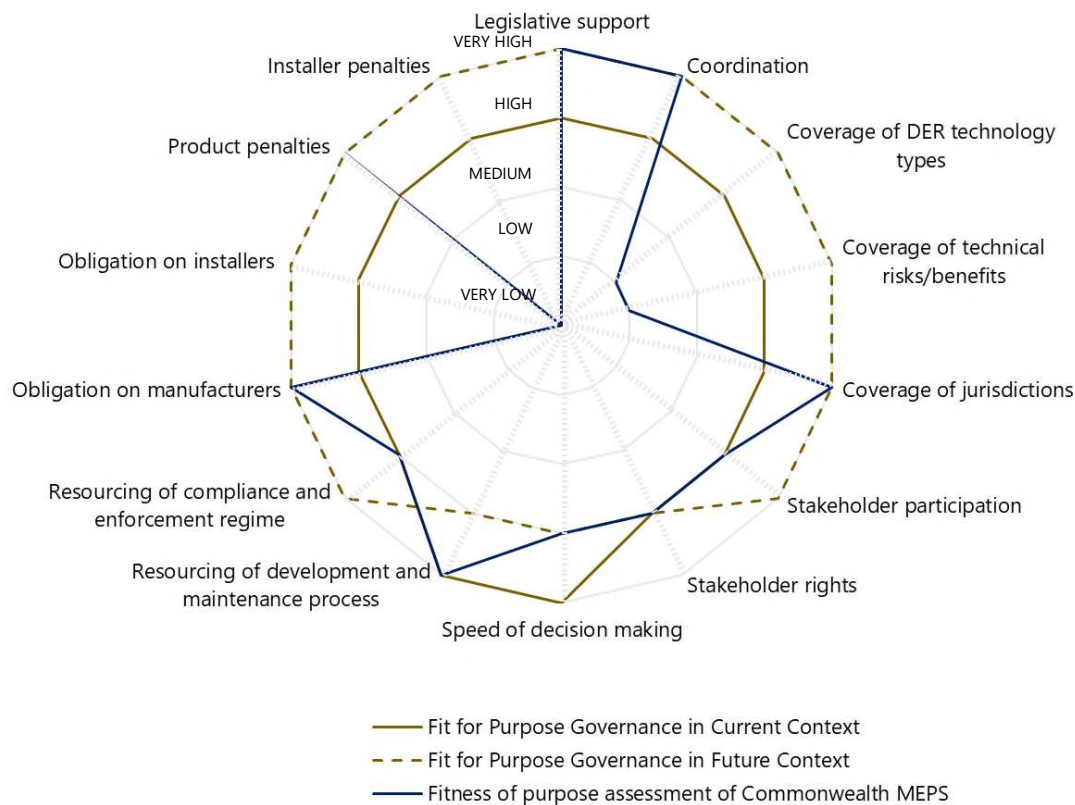 Legislative support
VERY HIGH
Installer penalties
Coordination
HIGH
Product penalties
Coverage of DER technology
types
MEDIUM
LOW
Obligation on installers
Coverage of technical
risks/benefits
VERY LOW
Obligation on manufacturers
Coverage of jurisdictions
Resourcing of compliance and
enforcement regime
Stakeholder participation
Resourcing of development and
maintenance process
Stakeholder rights
Speed of decision making
Fit for Purpose Governance in Current Context
Fit for Purpose Governance in Future Context
Fitness of purpose assessment of Commonwealth MEPS